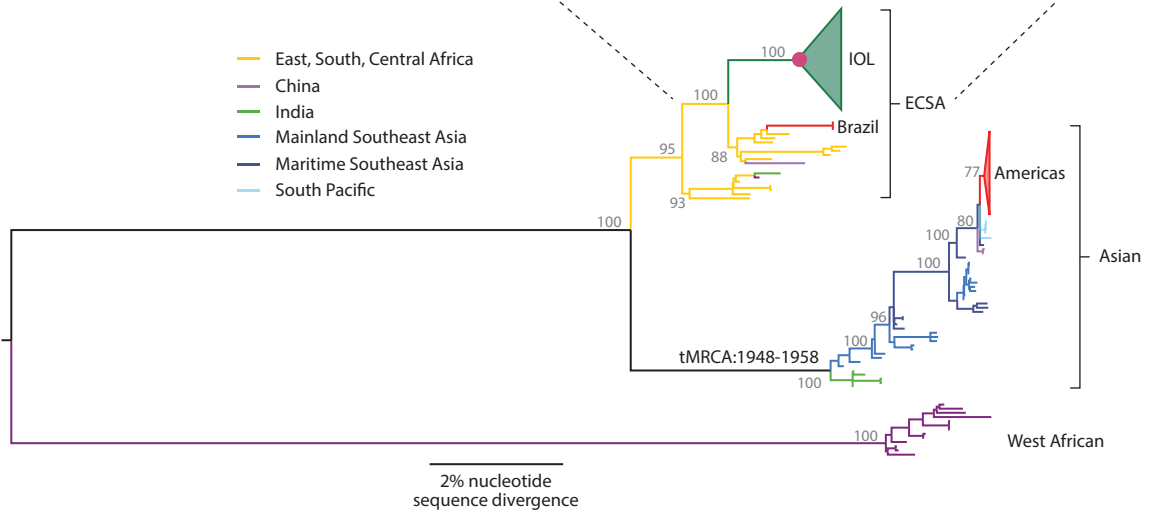 East, South, Central Africa
China
India
Mainland Southeast Asia
Maritime Southeast Asia
South Pacific
100
IOL
100
ECSA
Brazil
95
88
93
100
77
Americas
80
100
100
Asian
96
100
tMRCA:1948-1958
100
100
West African
2% nucleotide
sequence divergence